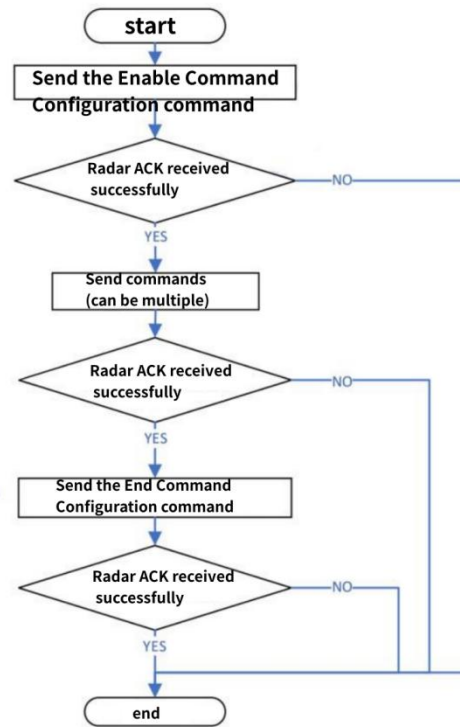 start
Send the Enable Command
Configuration command
Radar ACK received
successfully
NO
YES
Send commands
(can be multiple)
Radar ACK received
successfully
NO
YES
Send the End Command
Configuration command
Radar ACK received
successfully
NO
YES
end